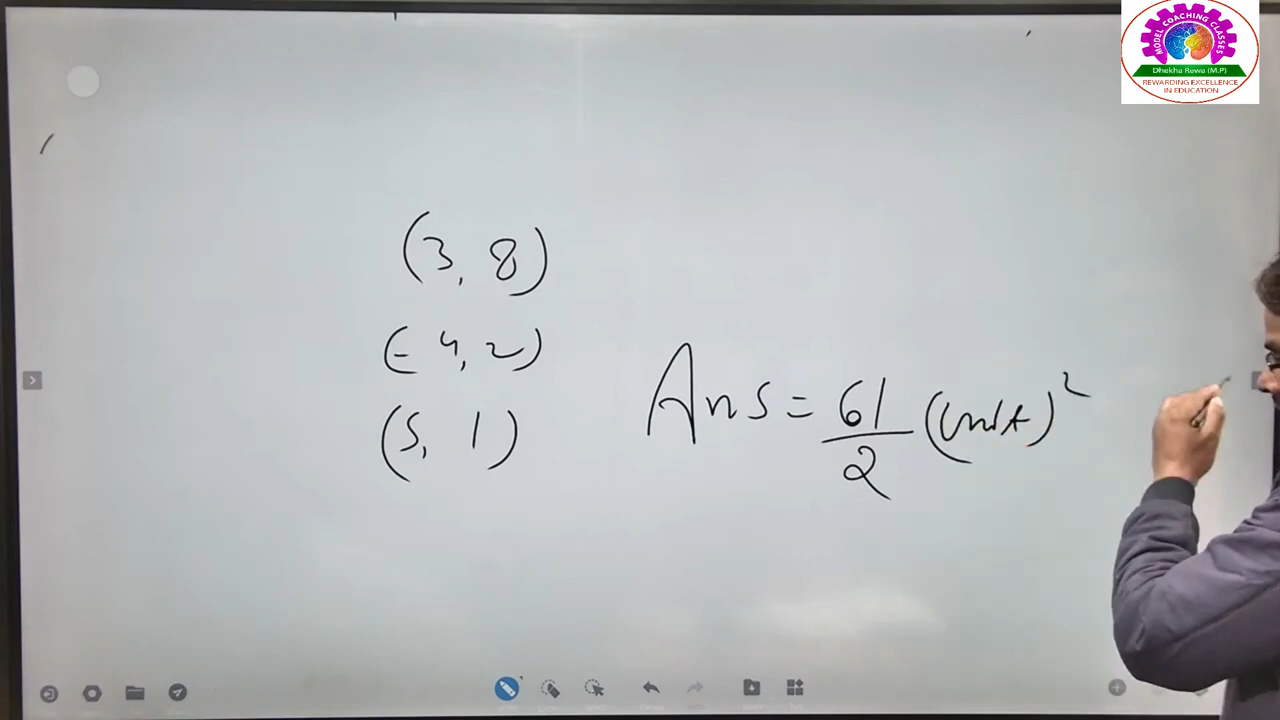 MODEL COACHING CLASSES
Dhekha Rewa (M.P)
REWARDING EXCELLENCE
IN EDUCATION
(3, 8)
(-4, 2)
(5, 1)
Ans = 61/2 (unit)²